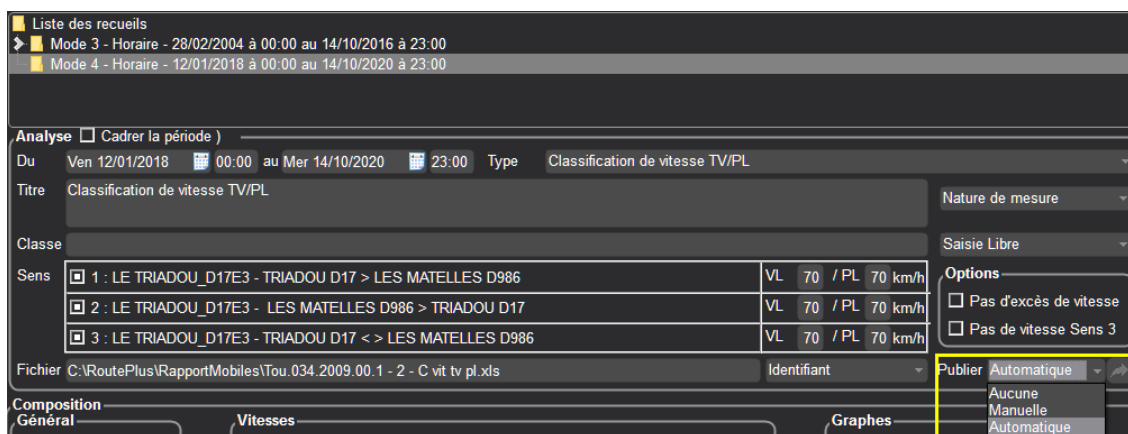 Liste des recueils
Mode 3 - Horaire - 28/02/2004 à 00:00 au 14/10/2016 à 23:00
Mode 4 - Horaire - 12/01/2018 à 00:00 au 14/10/2020 à 23:00
Analyse Cadrer la période )
Du Ven 12/01/2018 00:00 au Mer 14/10/2020 23:00 Type Classification de vitesse TV/PL
Titre Classification de vitesse TV/PL
Nature de mesure
Classe Saisie Libre
Sens 1 : LE TRIADOU_D17E3 - TRIADOU D17 > LES MATELLES D986 VL 70 / PL 70 km/h Options
2 : LE TRIADOU_D17E3 - LES MATELLES D986 > TRIADOU D17 VL 70 / PL 70 km/h Pas d'excès de vitesse
3 : LE TRIADOU_D17E3 - TRIADOU D17 < > LES MATELLES D986 VL 70 / PL 70 km/h Pas de vitesse Sens 3
Fichier C:\RoutePlus\RapportMobiles\Tou.034.2009.00.1 - 2 - C vit tv pl.xls Identifiant Publier Automatique
Aucune
Manuelle
Automatique
Composition
Général Vitesses Graphes